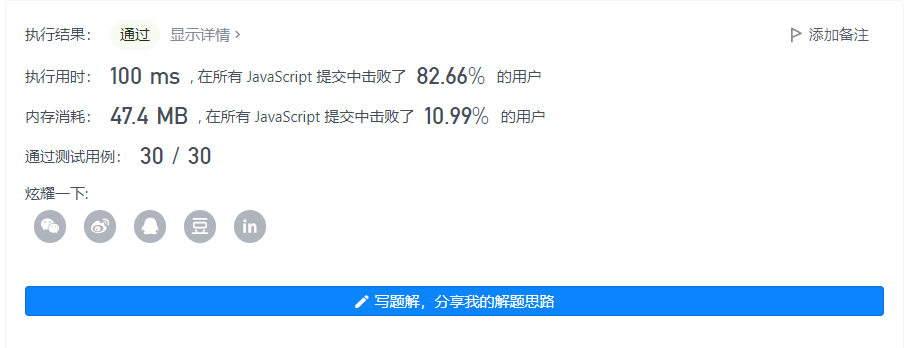 执行结果： 通过 显示详情 › 添加备注
执行用时： 100 ms , 在所有 JavaScript 提交中击败了 82.66% 的用户
内存消耗： 47.4 MB , 在所有 JavaScript 提交中击败了 10.99% 的用户
通过测试用例： 30 / 30
炫耀一下:
豆 in
写题解，分享我的解题思路